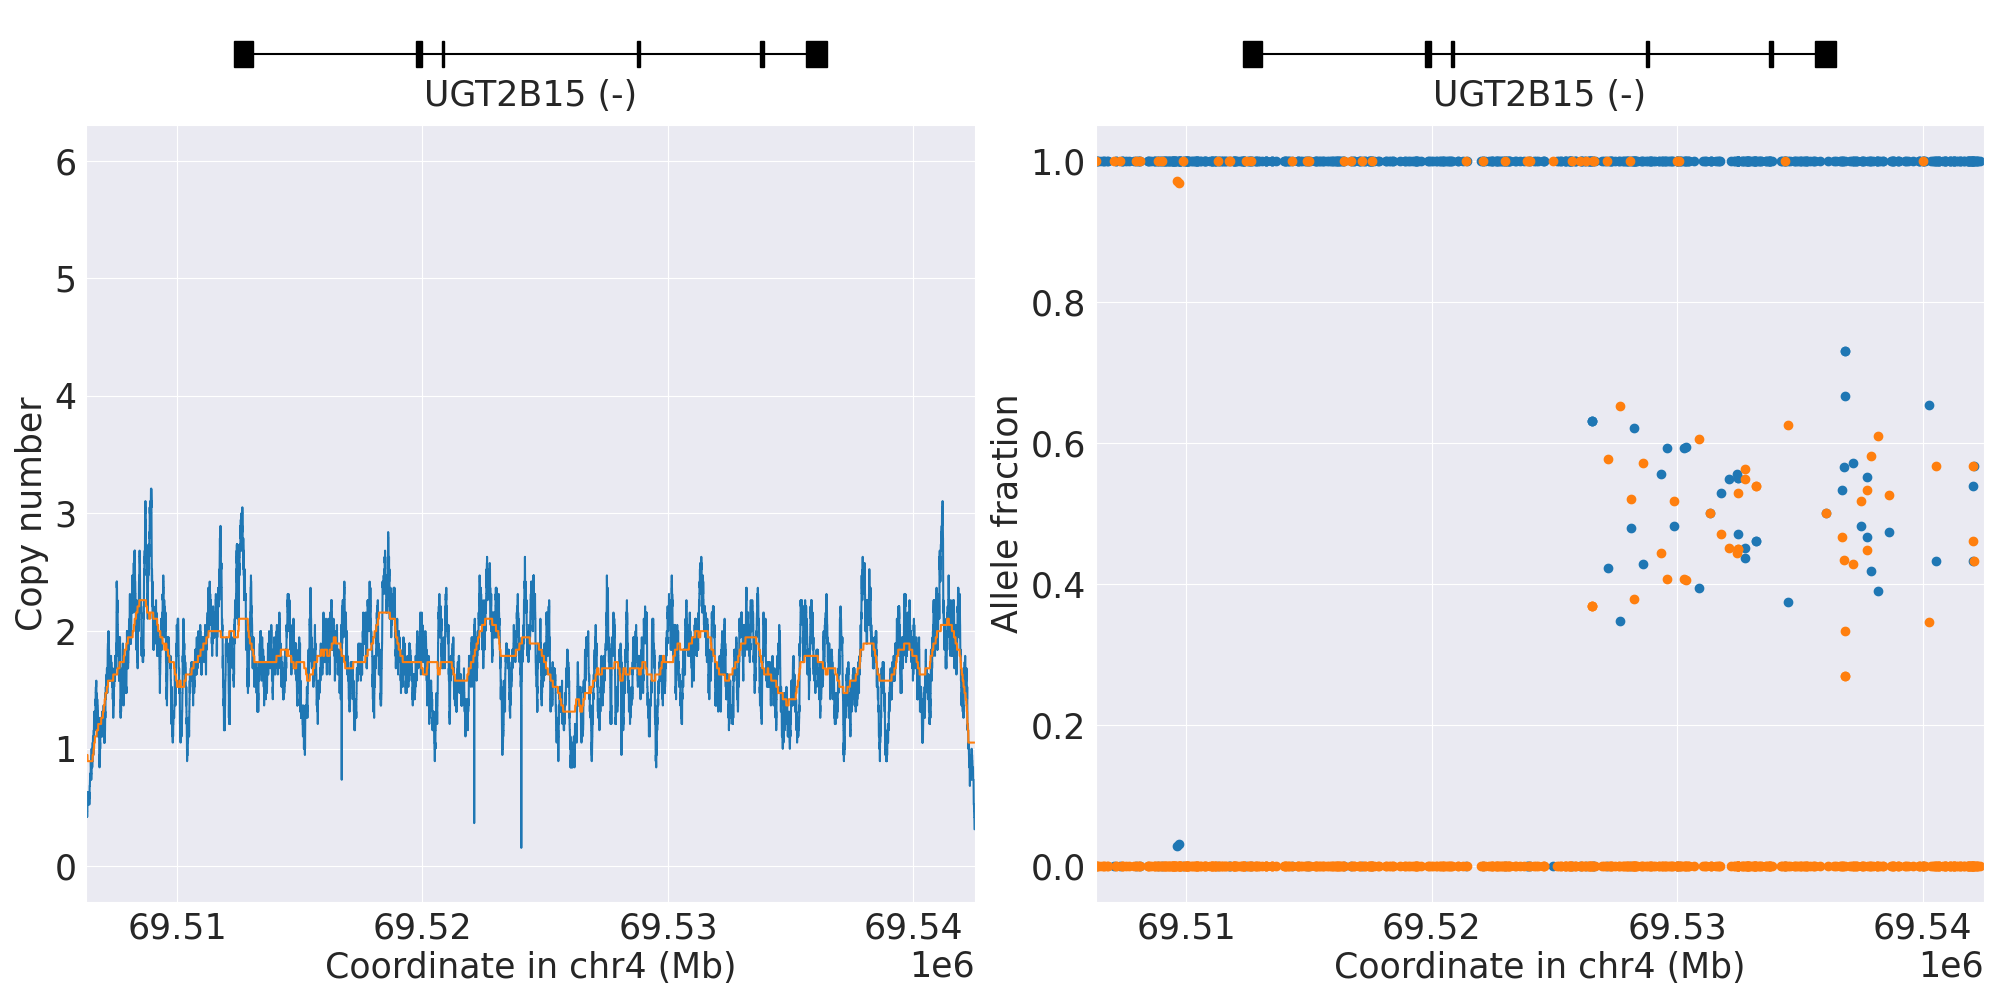 UGT2B15 (-)
6
5
4
3
2
1
0
Copy number
69.51 69.52 69.53 69.54
Coordinate in chr4 (Mb)
1e6
UGT2B15 (-)
1.0
0.8
0.6
0.4
0.2
0.0
Allele fraction
69.51 69.52 69.53 69.54
Coordinate in chr4 (Mb)
1e6